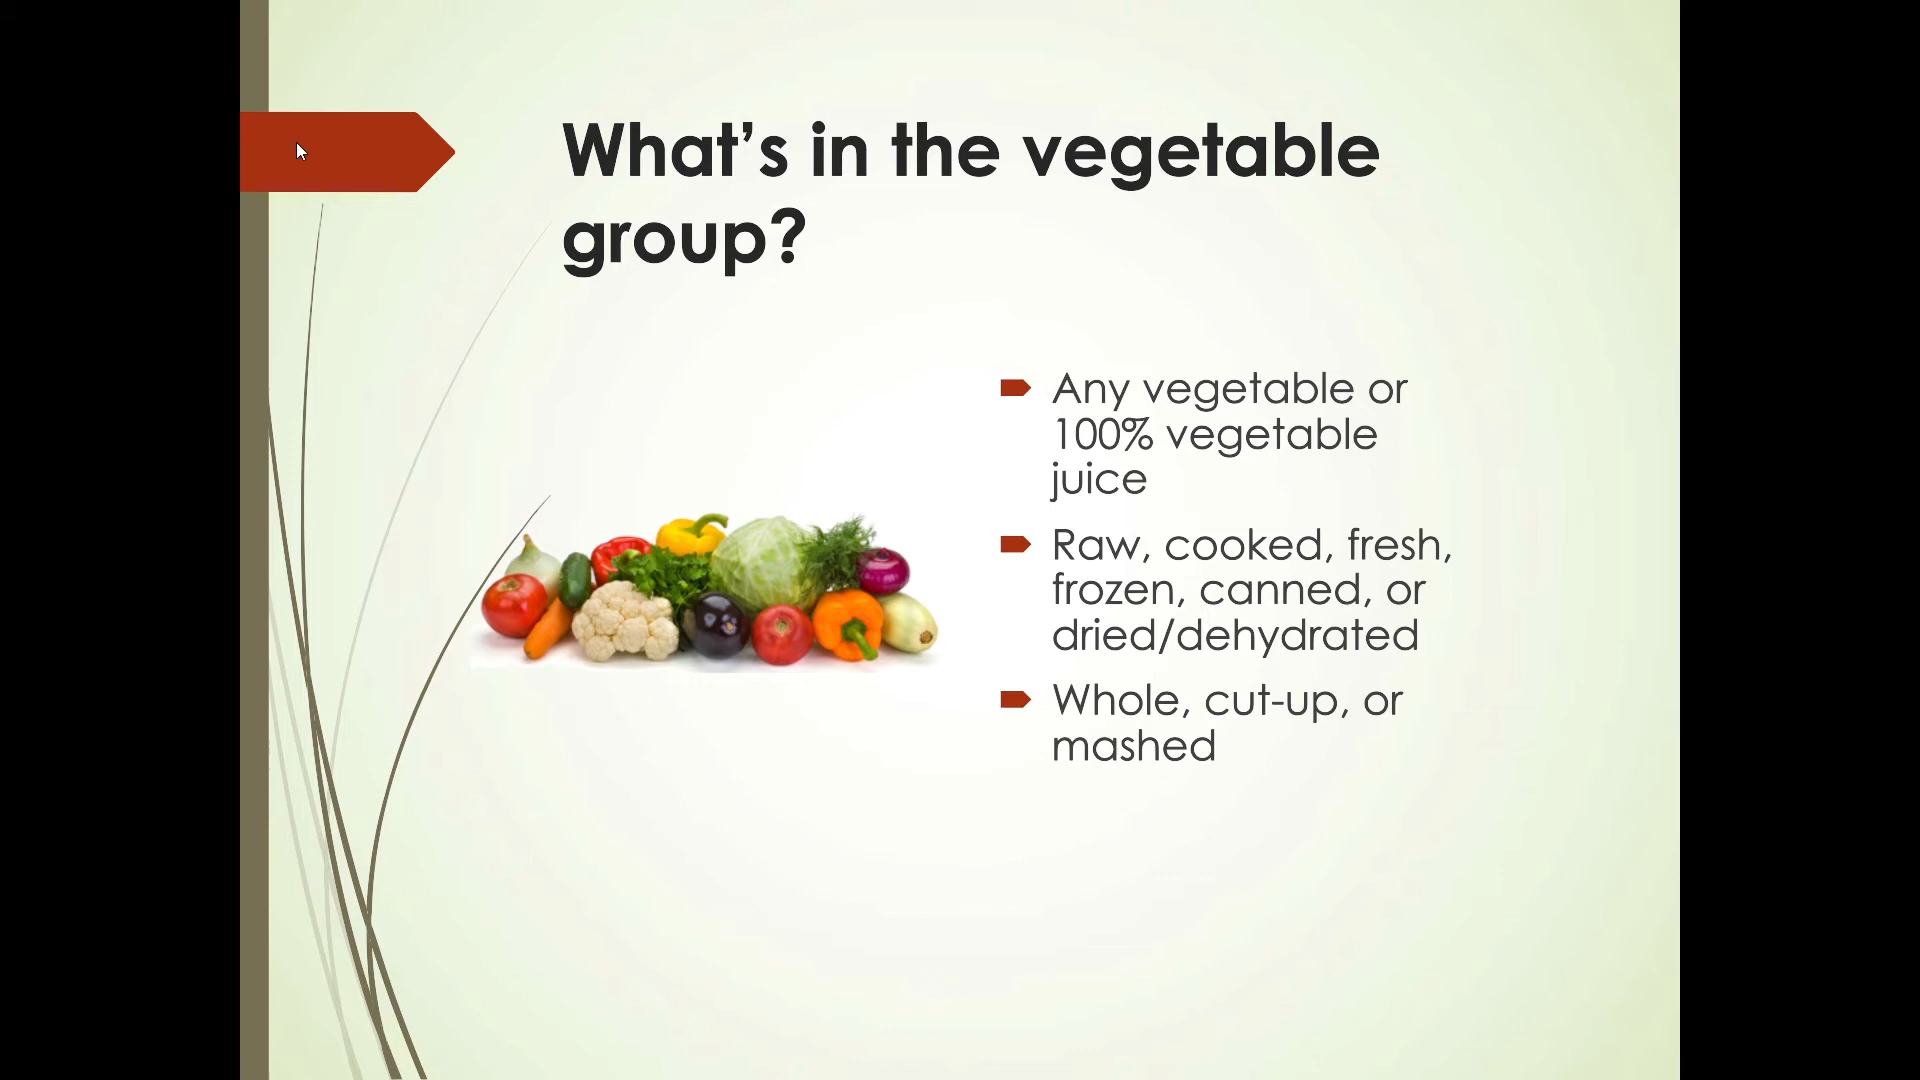 What’s in the vegetable
group?
Any vegetable or
100% vegetable
juice
Raw, cooked, fresh,
frozen, canned, or
dried/dehydrated
Whole, cut-up, or
mashed